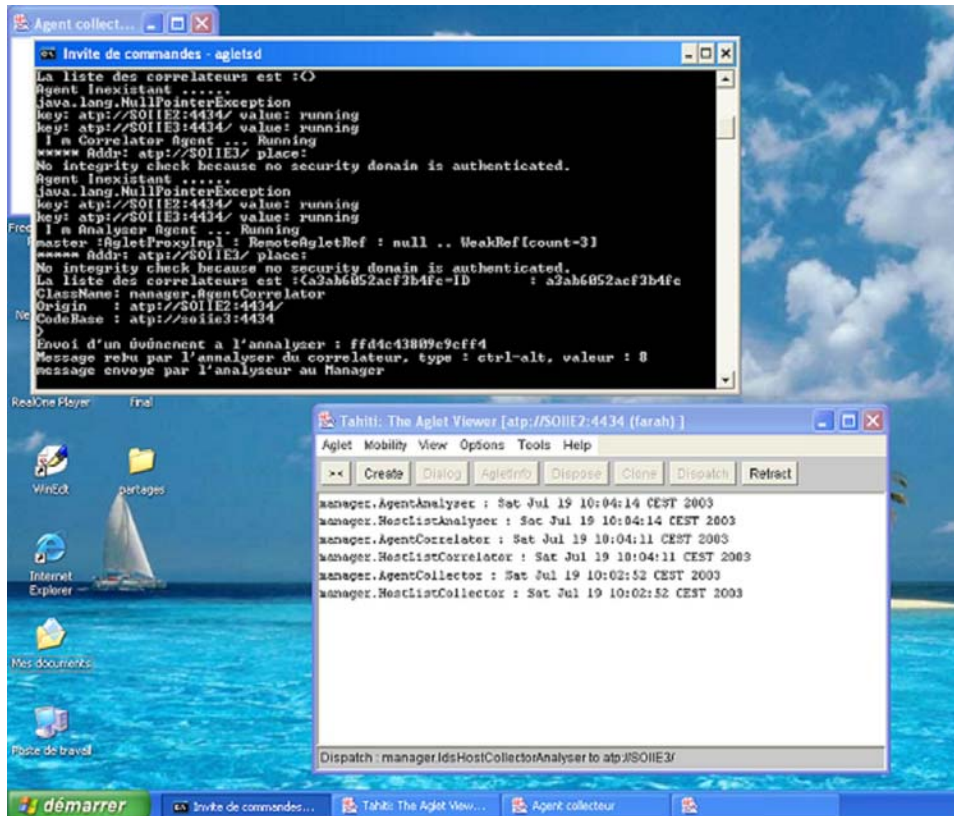 Agent collect...
Invite de commandes - agletsd
La liste des correlateurs est :{}
Agent Inexistant ......
java.lang.NullPointerException
key: atp://SOIIE2:4434/ value: running
key: atp://SOIIE3:4434/ value: running
I m Correlator Agent ... Running
***** Addr: atp://SOIIE3/ place:
No integrity check because no security domain is authenticated.
Agent Inexistant ......
java.lang.NullPointerException
key: atp://SOIIE2:4434/ value: running
key: atp://SOIIE3:4434/ value: running
I m Analyser Agent ... Running
master :AgletProxyImpl : RemoteAgletRef : null .. WeakRef[count=3]
***** Addr: atp://SOIIE3/ place:
No integrity check because no security domain is authenticated.
La liste des correlateurs est :{a3ab6052acf3b4fc=ID : a3ab6052acf3b4fc
ClassName: manager.AgentCorrelator
Origin : atp://SOIIE2:4434/
CodeBase : atp://soiie3:4434
}
Envoi d'un événement a l'annalyser : ffd4c43809c9cff4
Message reþu par l'annalyser du correlateur, type : ctrl-alt, valeur : 8
message envoye par l'analyseur au Manager
Free
Ne
RealOne Player
final
WinEdt
partages
Internet Explorer
Mes documents
Poste de travail
Tahiti: The Aglet Viewer [atp://SOIIE2:4434 (farah) ]
Aglet Mobility View Options Tools Help
>< Create Dialog AgletInfo Dispose Clone Dispatch Retract
manager.AgentAnalyser : Sat Jul 19 10:04:14 CEST 2003
manager.HostListAnalyser : Sat Jul 19 10:04:14 CEST 2003
manager.AgentCorrelator : Sat Jul 19 10:04:11 CEST 2003
manager.HostListCorrelator : Sat Jul 19 10:04:11 CEST 2003
manager.AgentCollector : Sat Jul 19 10:02:52 CEST 2003
manager.HostListCollector : Sat Jul 19 10:02:52 CEST 2003
Dispatch : manager.IdsHostCollectorAnalyser to atp://SOIIE3/
démarrer
Invite de commandes...
Tahiti: The Aglet View...
Agent collecteur